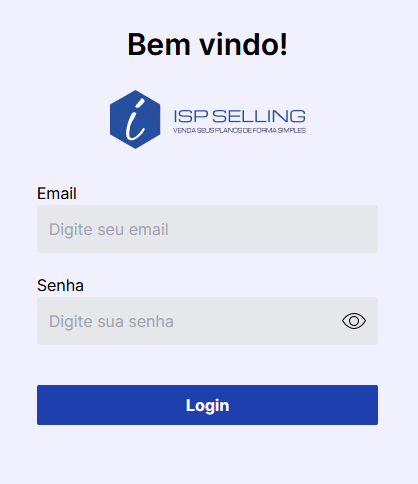 Bem vindo!
i
ISP SELLING
VENDA SEUS PLANOS DE FORMA SIMPLES
Email
Digite seu email
Senha
Digite sua senha
Login